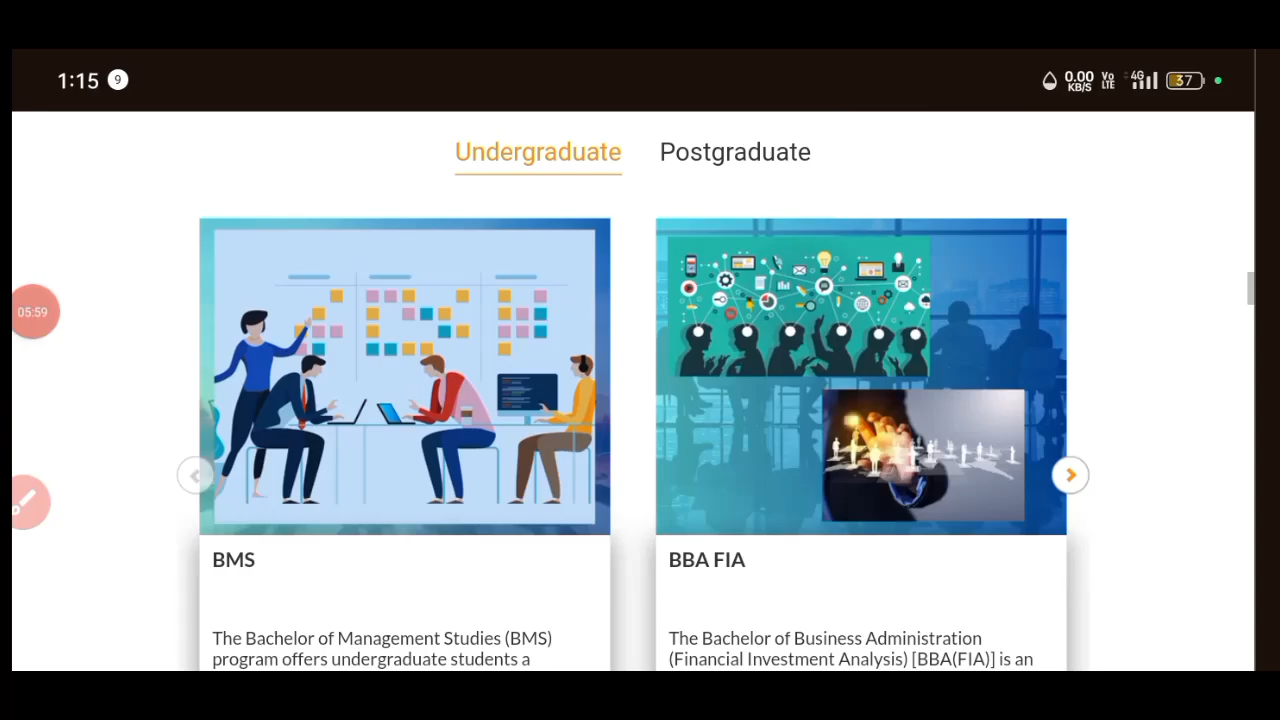 1:15 9 0.00 KB/S Vo LTE 4G 37
Undergraduate Postgraduate
05:59
BMS
The Bachelor of Management Studies (BMS)
program offers undergraduate students a
BBA FIA
The Bachelor of Business Administration
(Financial Investment Analysis) [BBA(FIA)] is an